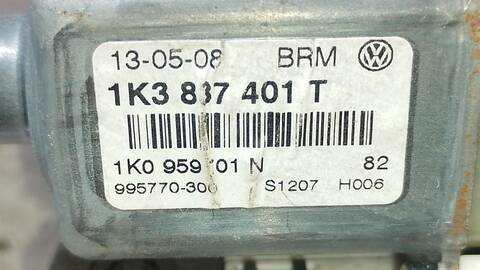 13-05-08 BRM
1K3 837 401 T
1K0 959 701 N 82
995770-300 S1207 H006